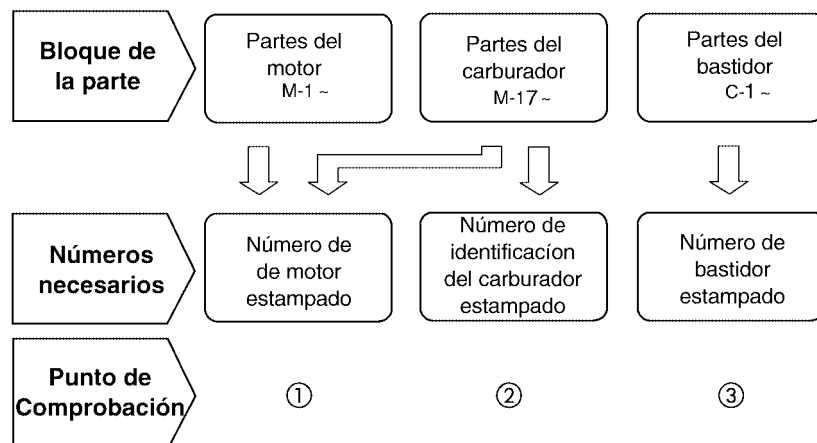 Bloque de
la parte
Partes del
motor
M-1 ~
Partes del
carburador
M-17~
Partes del
bastidor
C-1 ~
Números
necesarios
Número de
de motor
estampado
Número de
identificacíon
del carburador
estampado
Número de
bastidor
estampado
Punto de
Comprobación
①
②
③